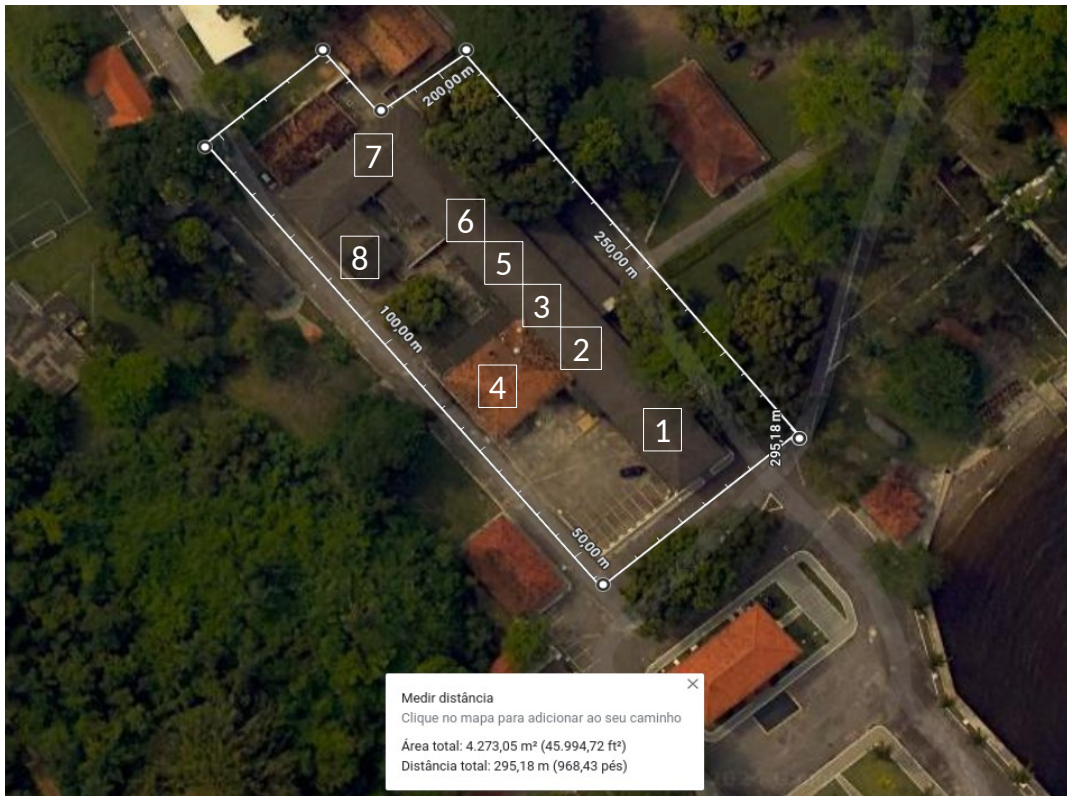 200,00 m
7
6
250,00 m
5
8
3
100,00 m
2
4
1
295,18 m
50,00 m
Medir distância
Clique no mapa para adicionar ao seu caminho
Área total: 4.273,05 m² (45.994,72 ft²)
Distância total: 295,18 m (968,43 pés)